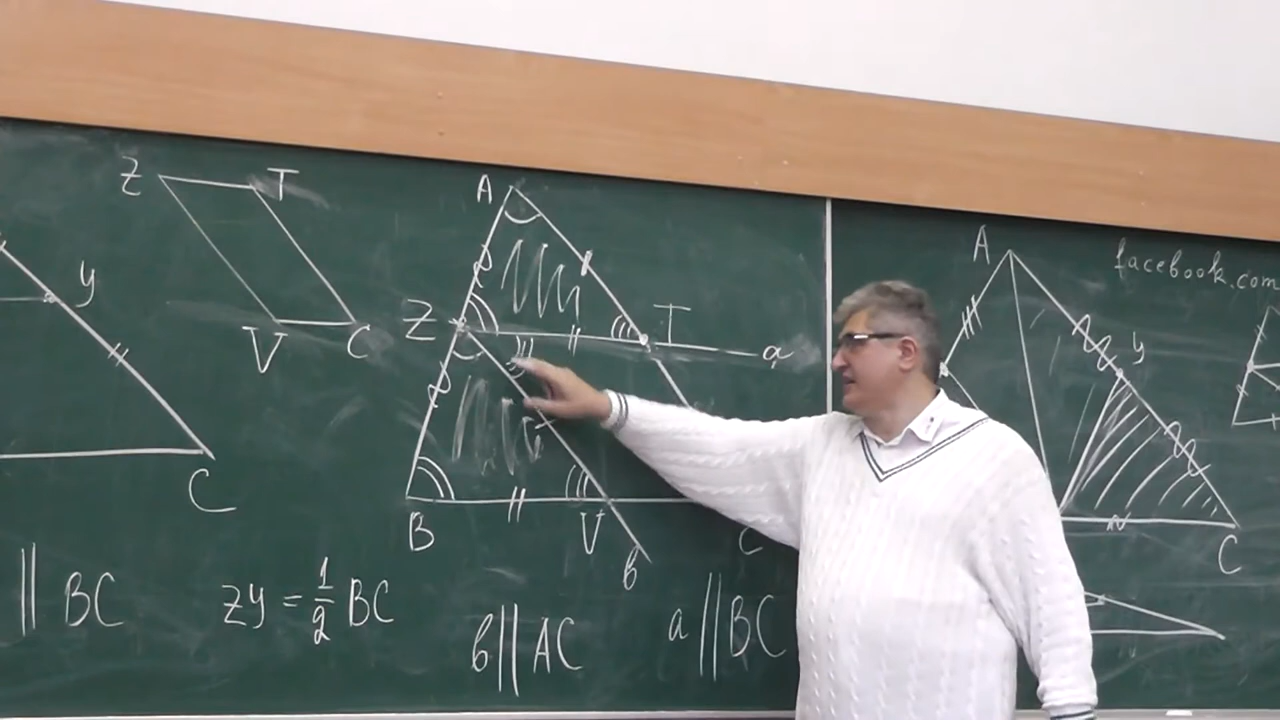 Z T
V C
y
C
A
Z T a
B V C
в
A
y
C
facebook.com
|| BC
ZY = 1/2 BC
в || AC
a || BC